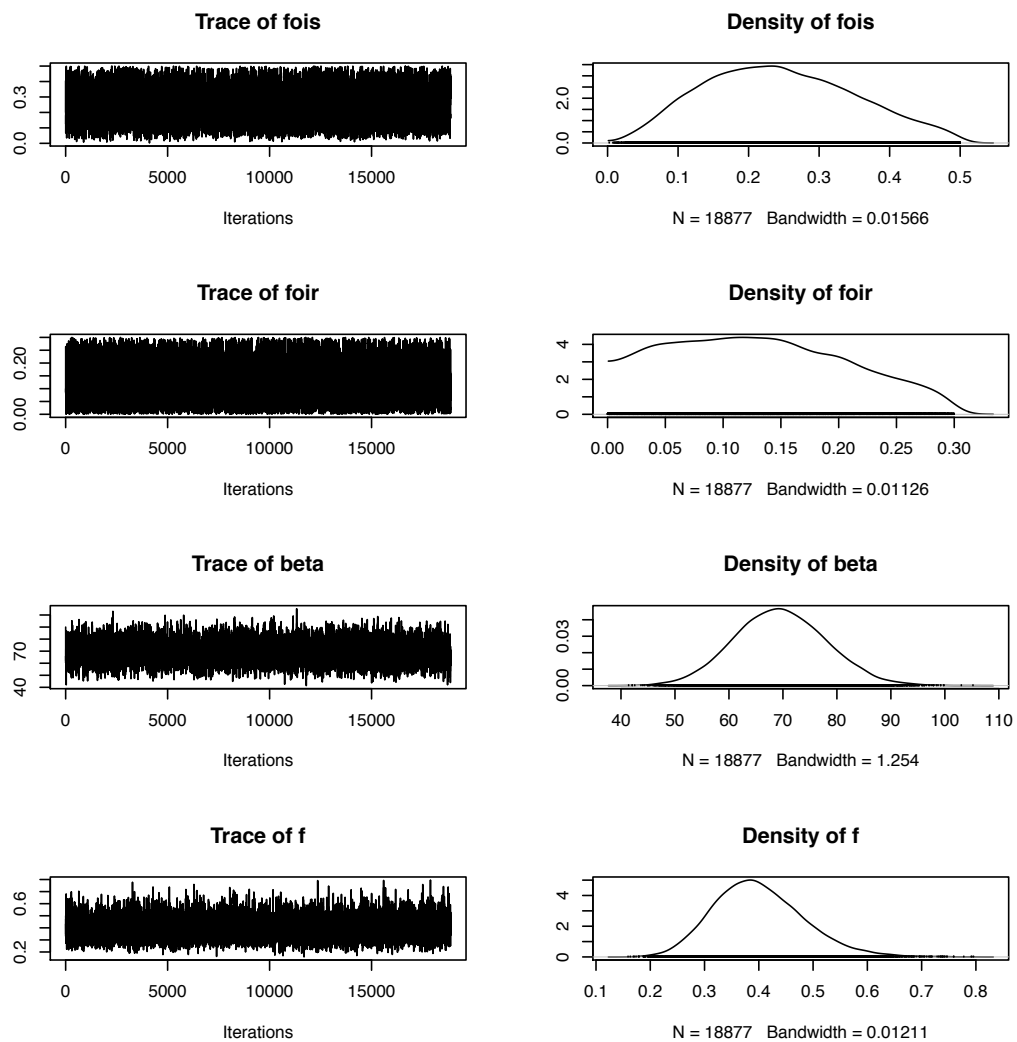 Trace of fois
0.0 0.3
0 5000 10000 15000
Iterations
Density of fois
0.0 2.0
0.0 0.1 0.2 0.3 0.4 0.5
N = 18877 Bandwidth = 0.01566
Trace of foir
0.00 0.20
0 5000 10000 15000
Iterations
Density of foir
0 2 4
0.00 0.05 0.10 0.15 0.20 0.25 0.30
N = 18877 Bandwidth = 0.01126
Trace of beta
40 70
0 5000 10000 15000
Iterations
Density of beta
0.00 0.03
40 50 60 70 80 90 100 110
N = 18877 Bandwidth = 1.254
Trace of f
0.2 0.6
0 5000 10000 15000
Iterations
Density of f
0 2 4
0.1 0.2 0.3 0.4 0.5 0.6 0.7 0.8
N = 18877 Bandwidth = 0.01211